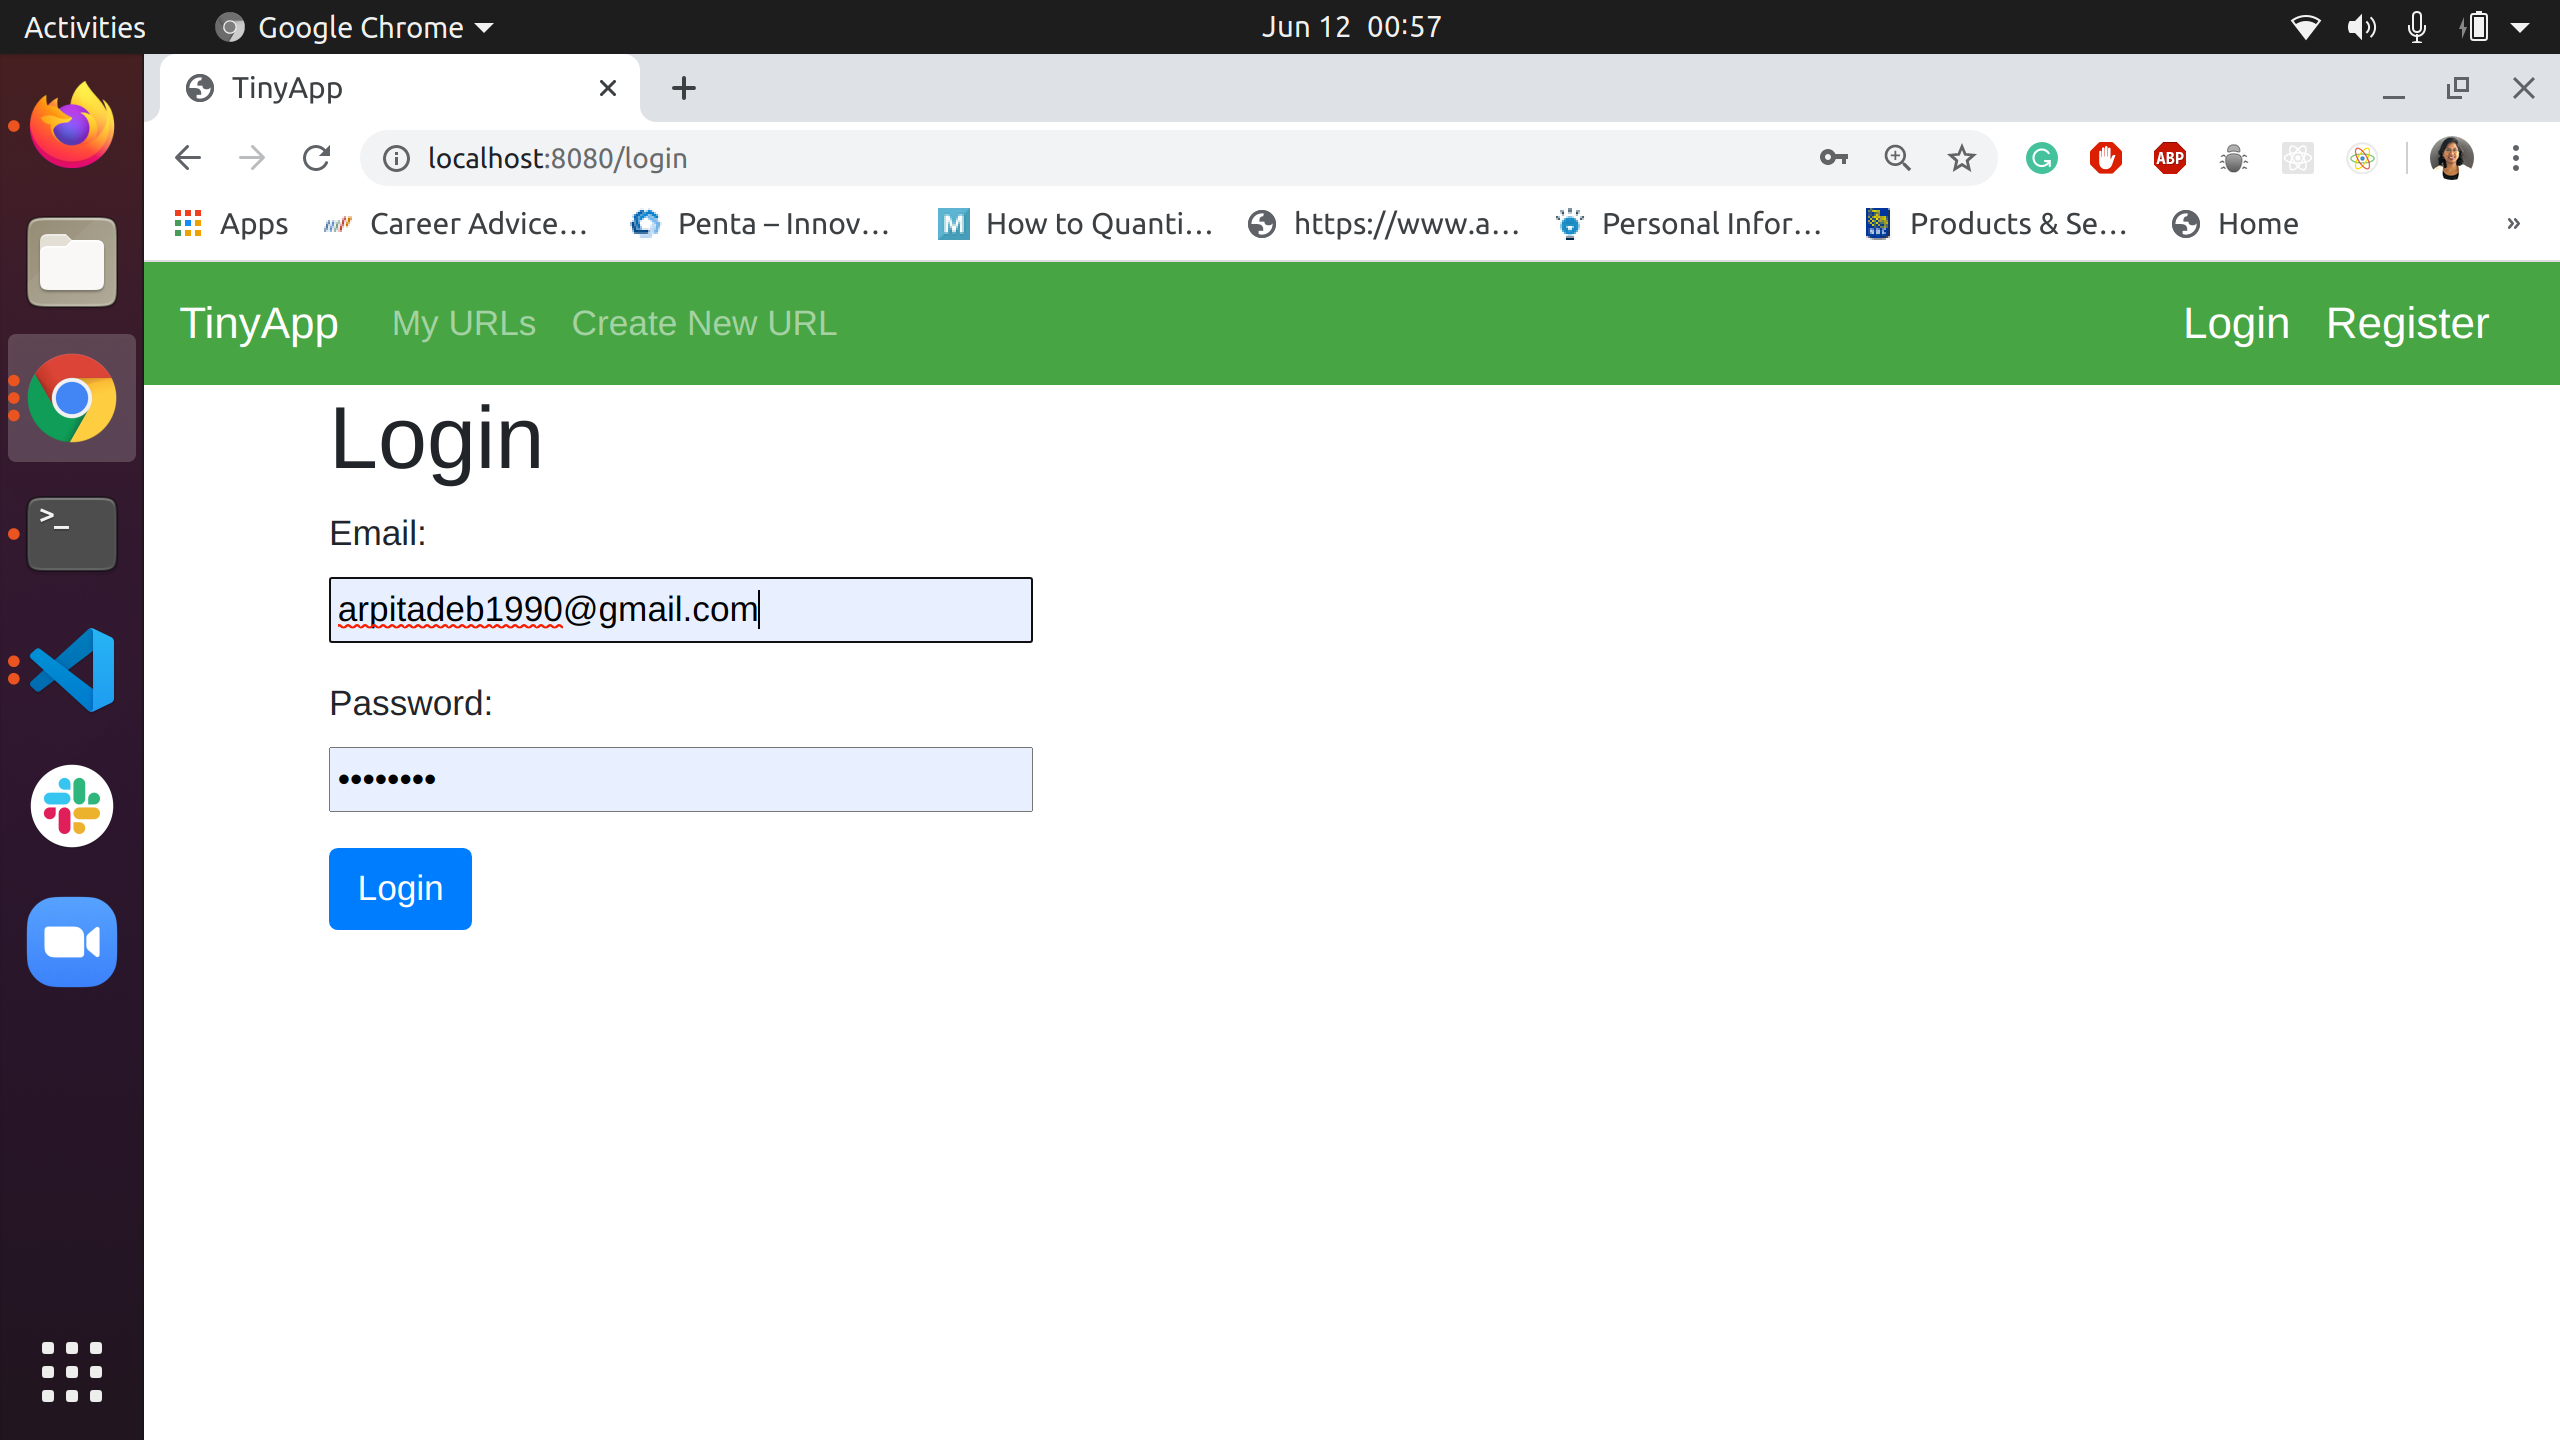 Activities Google Chrome Jun 12 00:57
TinyApp
localhost:8080/login
ABP
Apps Career Advice... Penta – Innov... M How to Quanti... https://www.a... Personal Infor... Products & Se... Home »
TinyApp My URLs Create New URL Login Register
Login
Email:
arpitadeb1990@gmail.com
Password:
••••••••
Login
>_